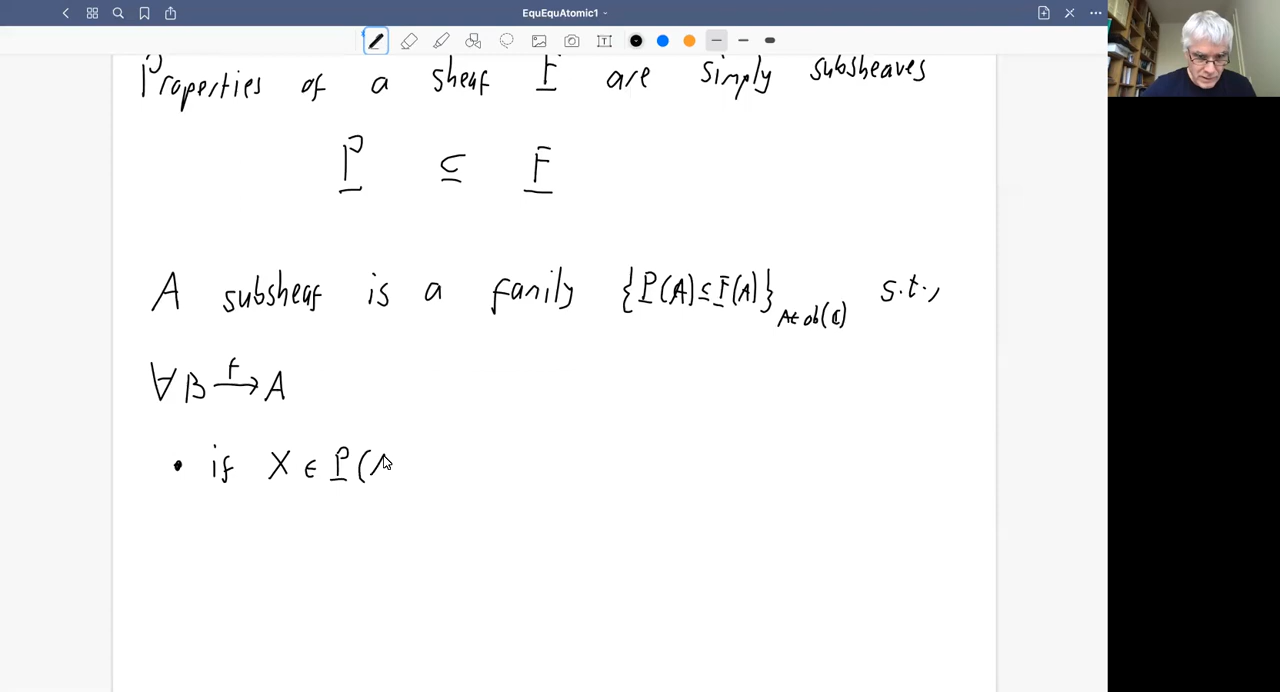 EquEquAtomic1
Properties of a sheaf F are simply subsheaves
P ⊆ F
A subsheaf is a family {P(A)⊆F(A)}_{A∈ob(ℂ)} s.t.,
∀ B —f→ A
• if X ∈ P(A